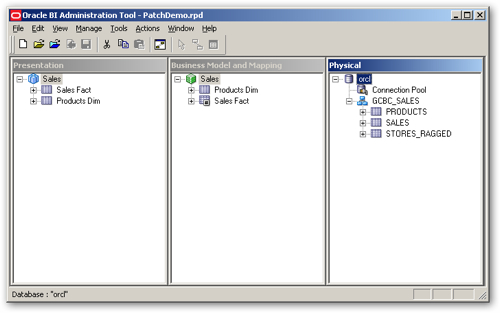 Oracle BI Administration Tool - PatchDemo.rpd
File Edit View Manage Tools Actions Window Help
Presentation
Sales
Sales Fact
Products Dim
Business Model and Mapping
Sales
Products Dim
Sales Fact
Physical
orcl
Connection Pool
GCBC_SALES
PRODUCTS
SALES
STORES_RAGGED
Database : "orcl"